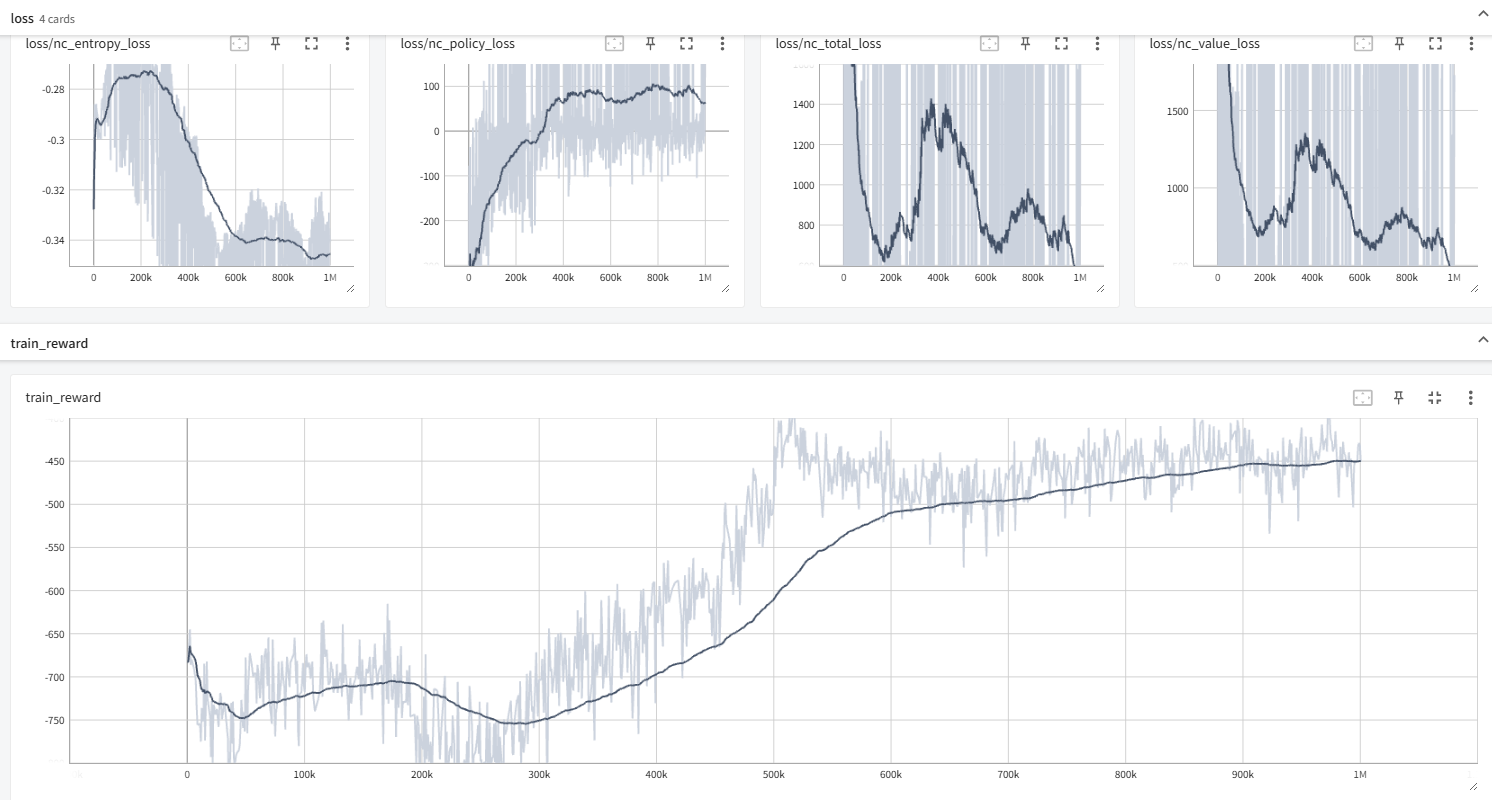 loss 4 cards
loss/nc_entropy_loss
-0.28
-0.3
-0.32
-0.34
0 200k 400k 600k 800k 1M
loss/nc_policy_loss
100
0
-100
-200
0 200k 400k 600k 800k 1M
loss/nc_total_loss
1400
1200
1000
800
0 200k 400k 600k 800k 1M
loss/nc_value_loss
1500
1000
0 200k 400k 600k 800k 1M
train_reward
train_reward
-450
-500
-550
-600
-650
-700
-750
0 100k 200k 300k 400k 500k 600k 700k 800k 900k 1M